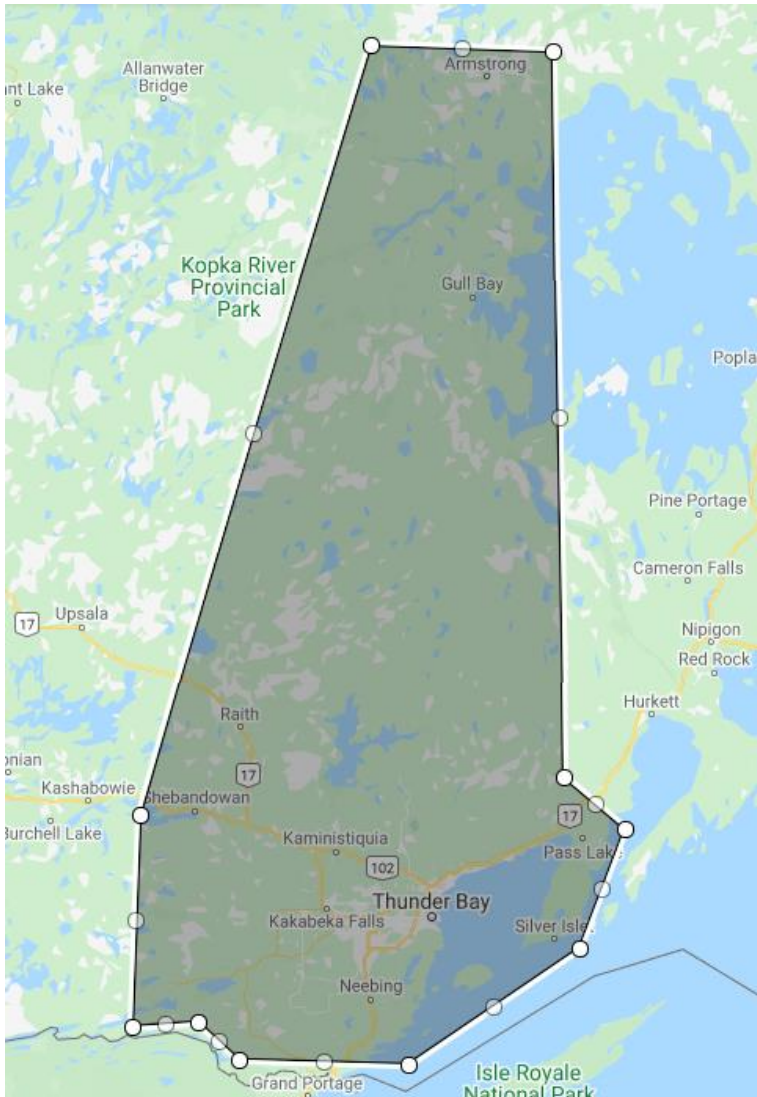 Armstrong
Allanwater
Bridge
ant Lake
Kopka River
Provincial
Park
Gull Bay
Popla
Pine Portage
Cameron Falls
Upsala
17
Nipigon
Red Rock
Hurkett
Raith
onian
17
Kashabowie
Shebandowan
17
Burchell Lake
Kaministiquia
Pass Lake
102
Thunder Bay
Kakabeka Falls
Silver Isle
Neebing
Grand Portage
Isle Royale
National Park